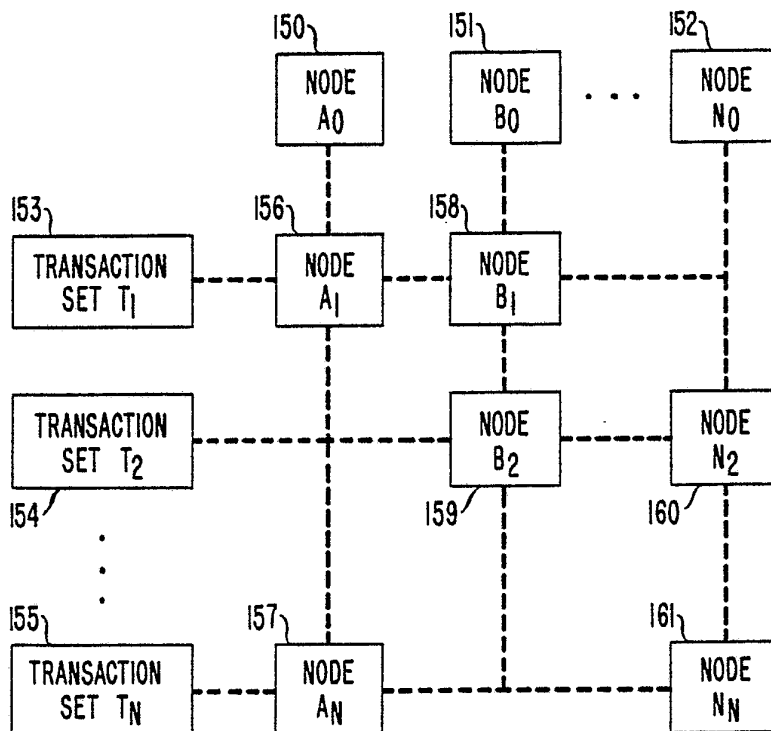 150
151
152
NODE
A0
NODE
B0
. . .
NODE
N0
153
156
158
TRANSACTION
SET T1
NODE
A1
NODE
B1
TRANSACTION
SET T2
NODE
B2
NODE
N2
154
159
160
155
157
161
TRANSACTION
SET TN
NODE
AN
NODE
NN